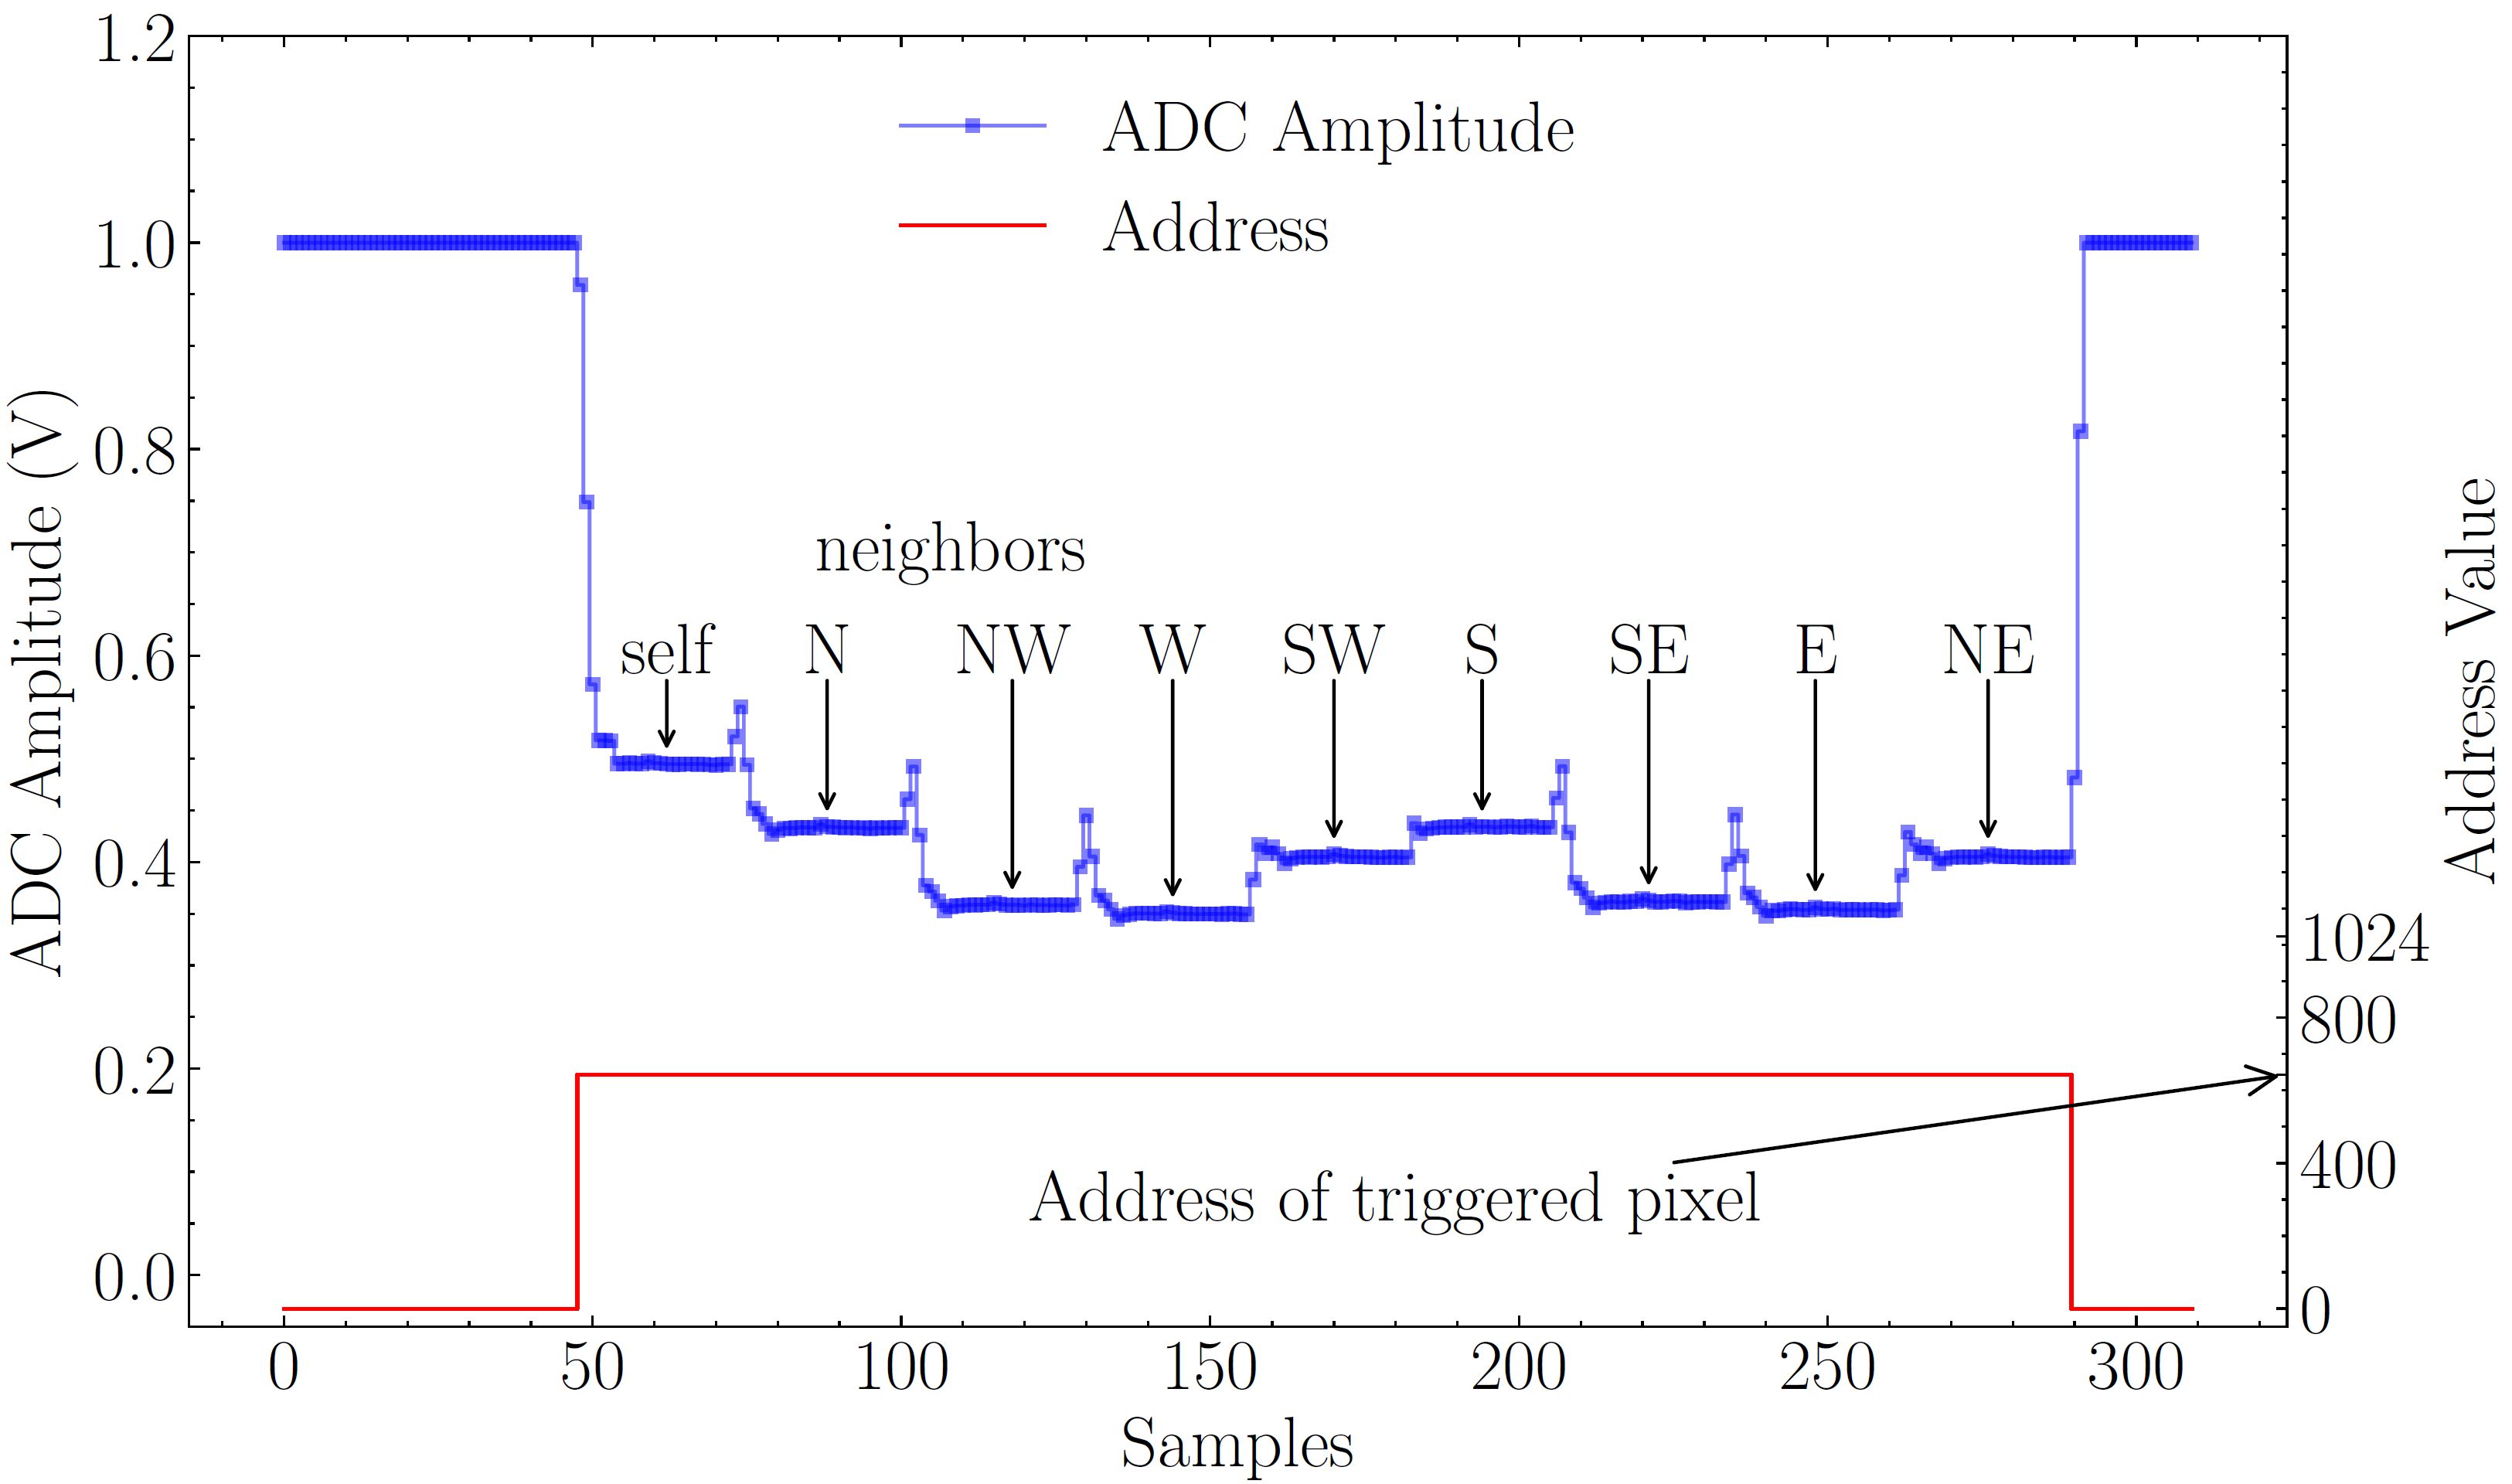 1.2
1.0
0.8
0.6
0.4
0.2
0.0
ADC Amplitude (V)
ADC Amplitude
Address
neighbors
self N NW W SW S SE E NE
Address of triggered pixel
1024
800
400
0
Address Value
0 50 100 150 200 250 300
Samples